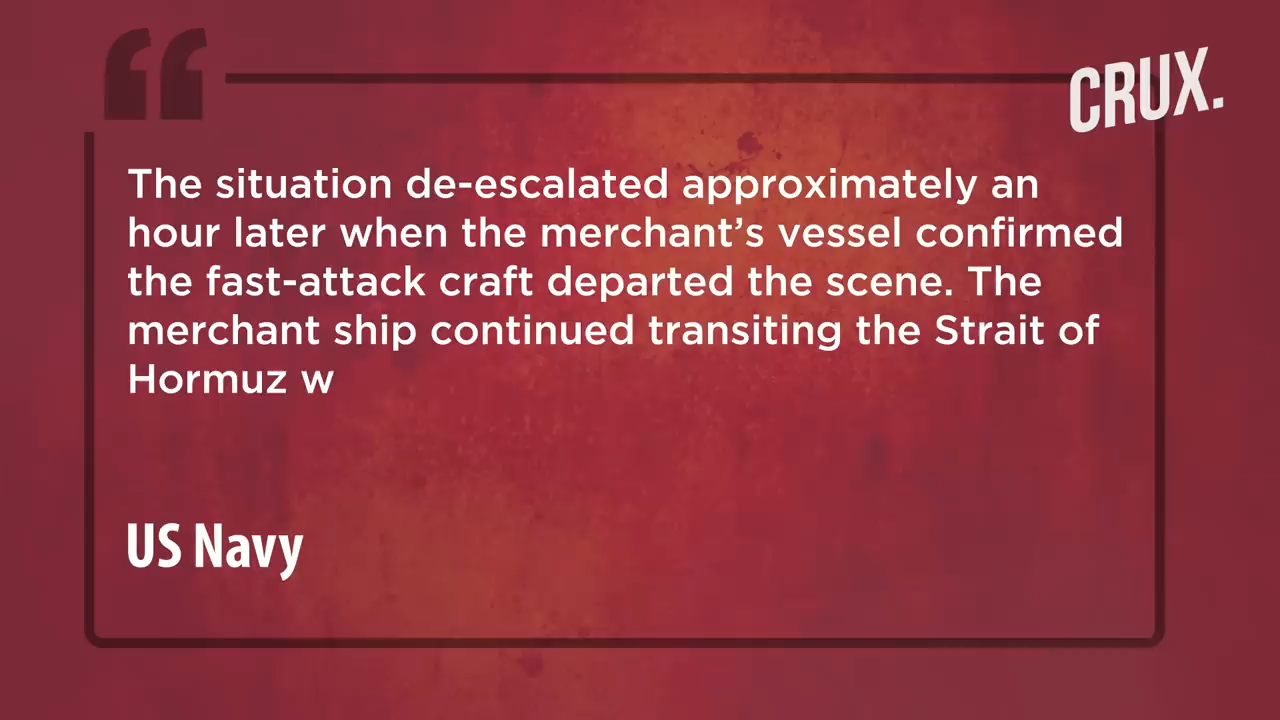 CRUX.
The situation de-escalated approximately an
hour later when the merchant’s vessel confirmed
the fast-attack craft departed the scene. The
merchant ship continued transiting the Strait of
Hormuz w
US Navy